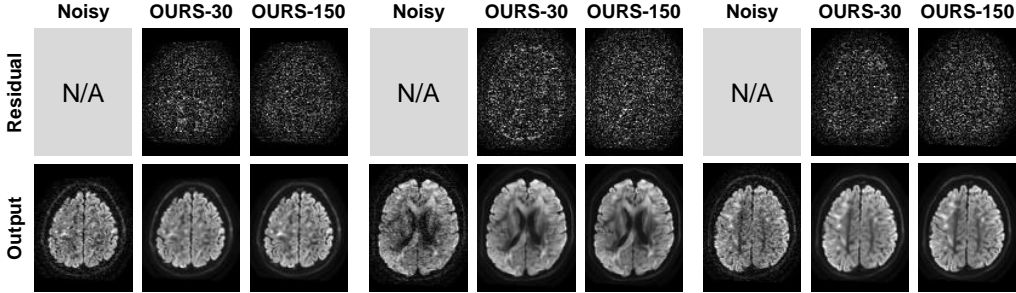 Noisy OURS-30 OURS-150 Noisy OURS-30 OURS-150 Noisy OURS-30 OURS-150
Residual N/A N/A N/A
Output